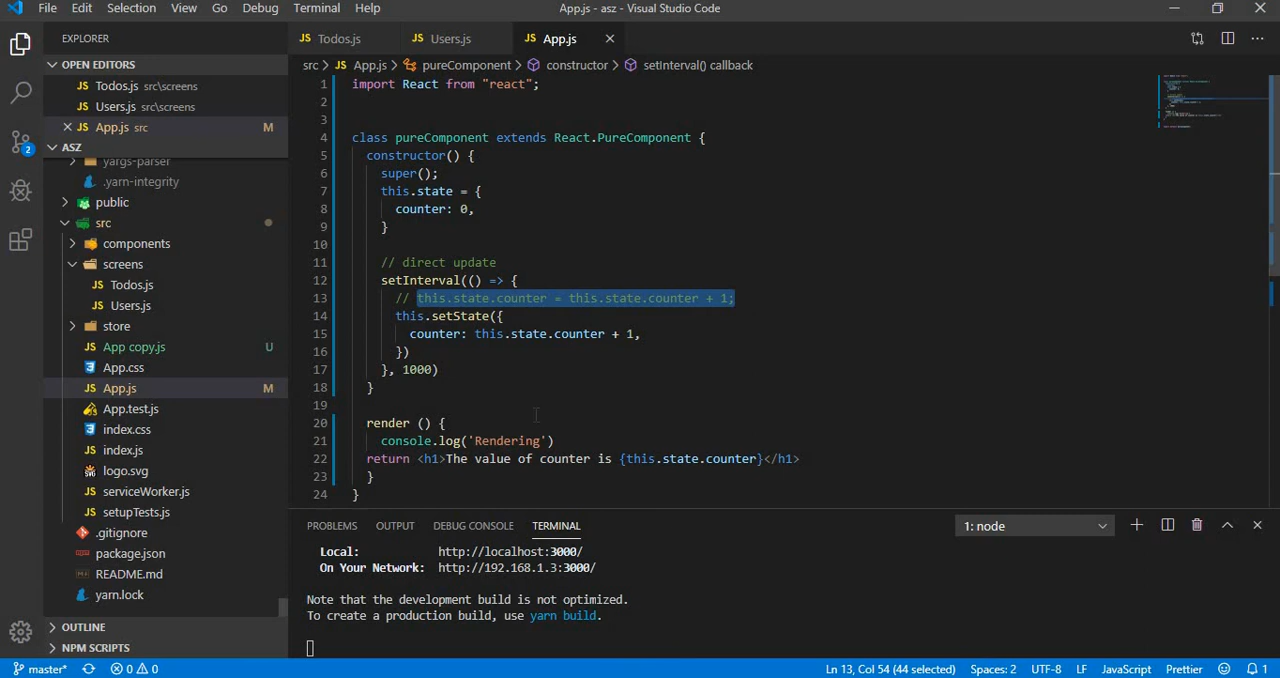 File Edit Selection View Go Debug Terminal Help App.js - asz - Visual Studio Code
EXPLORER
OPEN EDITORS
JS Todos.js src\screens
JS Users.js src\screens
JS App.js src M
ASZ
yargs-parser
.yarn-integrity
public
src
components
screens
JS Todos.js
JS Users.js
store
JS App copy.js U
App.css
JS App.js M
App.test.js
index.css
JS index.js
logo.svg
JS serviceWorker.js
JS setupTests.js
.gitignore
package.json
README.md
yarn.lock
OUTLINE
NPM SCRIPTS
2
JS Todos.js JS Users.js JS App.js
src > JS App.js > pureComponent > constructor > setInterval() callback
1 import React from "react";
2
3
4 class pureComponent extends React.PureComponent {
5 constructor() {
6 super();
7 this.state = {
8 counter: 0,
9 }
10
11 // direct update
12 setInterval(() => {
13 // this.state.counter = this.state.counter + 1;
14 this.setState({
15 counter: this.state.counter + 1,
16 })
17 }, 1000)
18 }
19
20 render () {
21 console.log('Rendering')
22 return <h1>The value of counter is {this.state.counter}</h1>
23 }
24 }
PROBLEMS OUTPUT DEBUG CONSOLE TERMINAL 1: node
Local: http://localhost:3000/
On Your Network: http://192.168.1.3:3000/
Note that the development build is not optimized.
To create a production build, use yarn build.
master* 0 0 Ln 13, Col 54 (44 selected) Spaces: 2 UTF-8 LF JavaScript Prettier 1